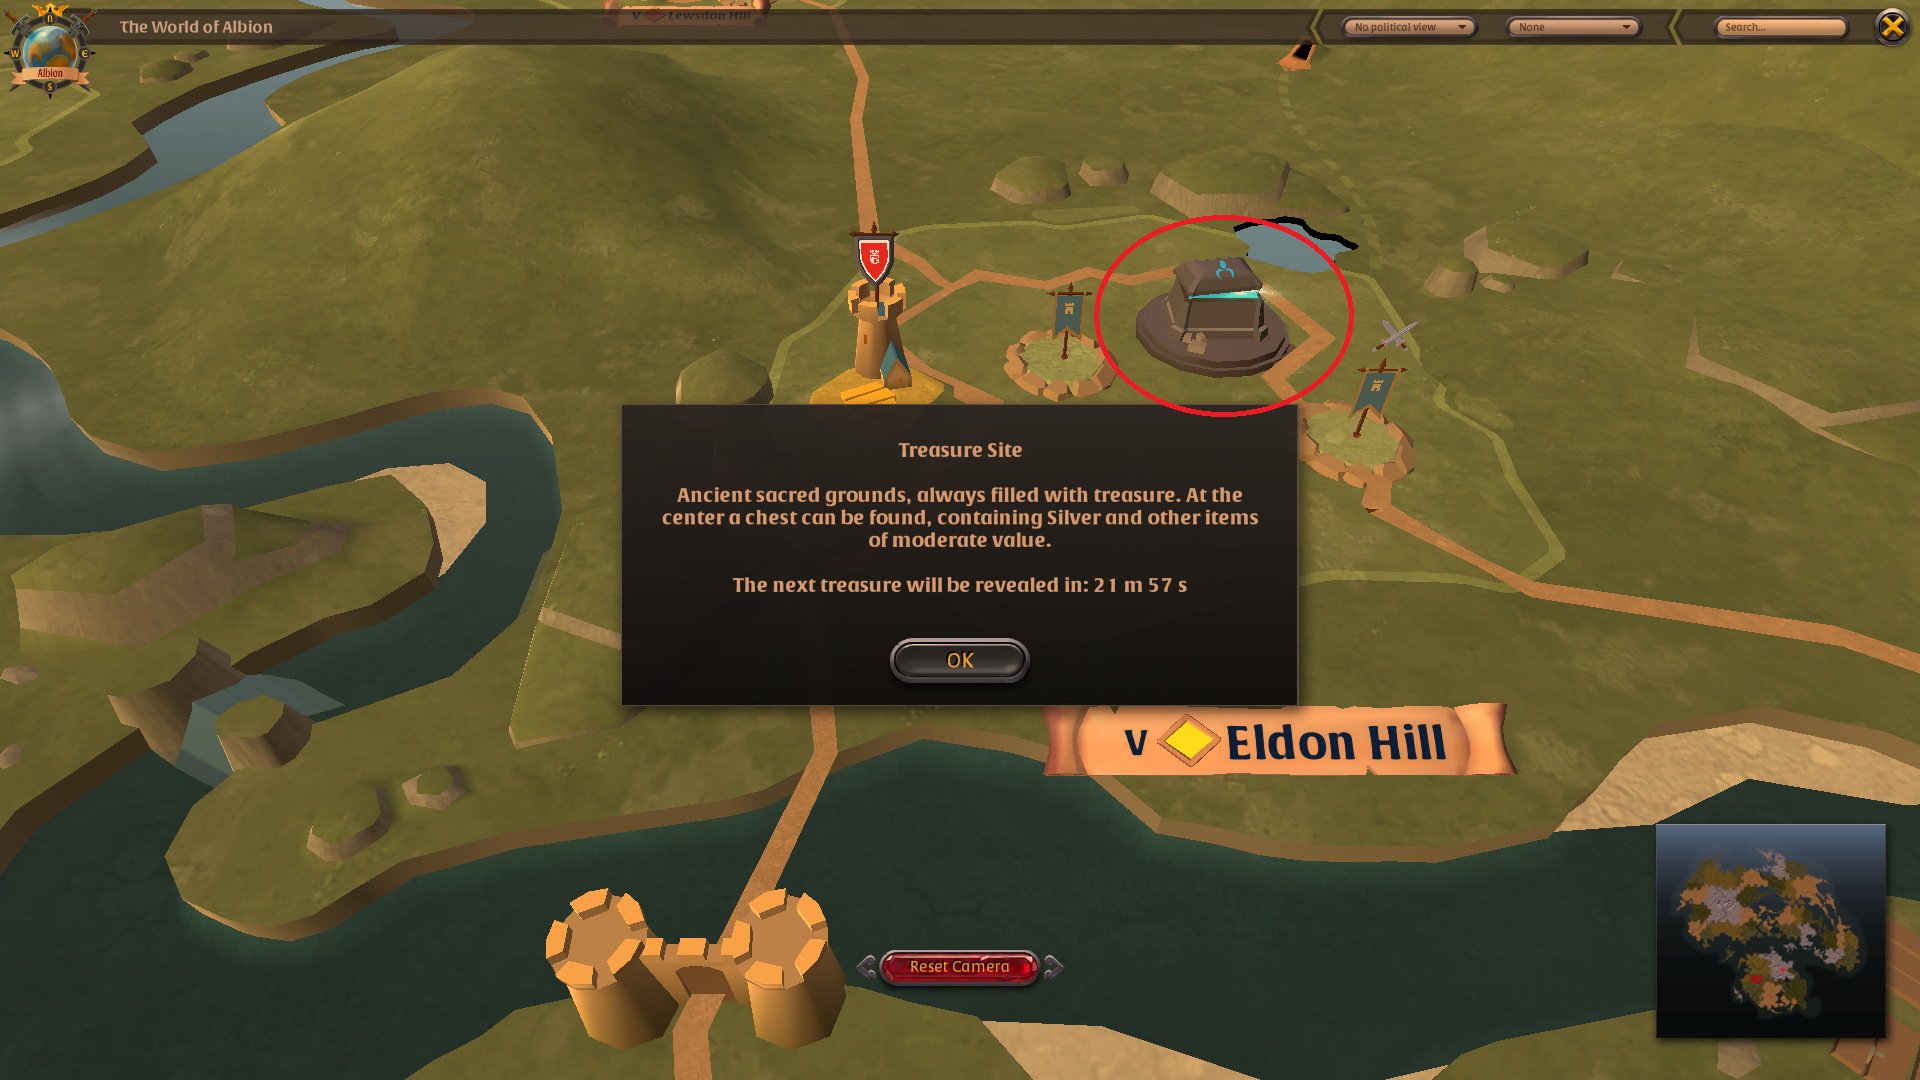 V Lewsdon Hill
The World of Albion
No political view
None
Search...
N
W
E
Albion
S
Treasure Site
Ancient sacred grounds, always filled with treasure. At the
center a chest can be found, containing Silver and other items
of moderate value.
The next treasure will be revealed in: 21 m 57 s
OK
V Eldon Hill
Reset Camera